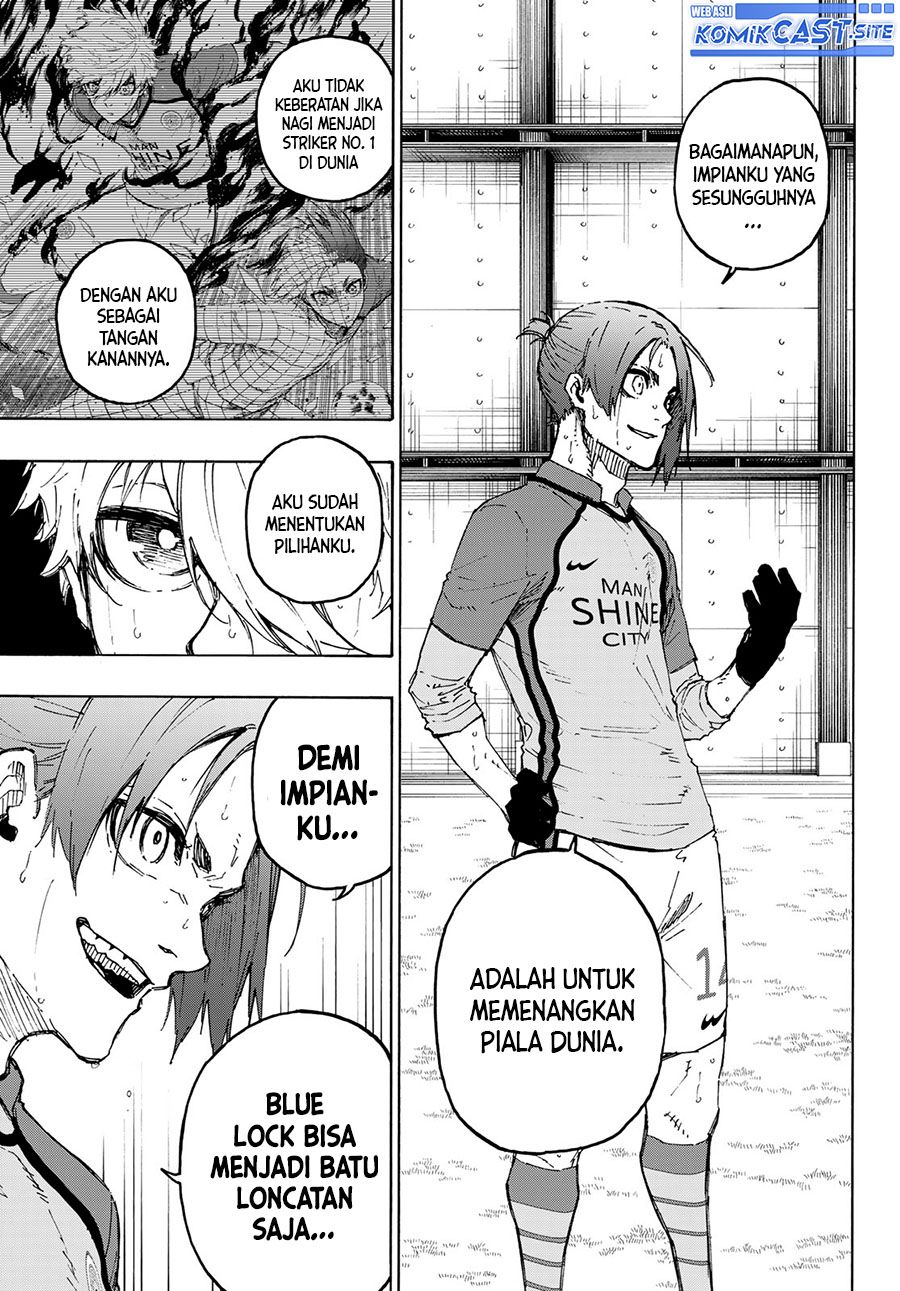 WEB ASLI
KOMIKCAST.SITE
BAGAIMANAPUN,
IMPIANKU YANG
SESUNGGUHNYA
...
MAN
SHINE
CITY
14
ADALAH UNTUK
MEMENANGKAN
PIALA DUNIA.
AKU TIDAK
KEBERATAN JIKA
NAGI MENJADI
STRIKER NO. 1
DI DUNIA
MAN
SHINE
DENGAN AKU
SEBAGAI
TANGAN
KANANNYA.
AKU SUDAH
MENENTUKAN
PILIHANKU.
DEMI
IMPIAN-
KU...
BLUE
LOCK BISA
MENJADI BATU
LONCATAN
SAJA...